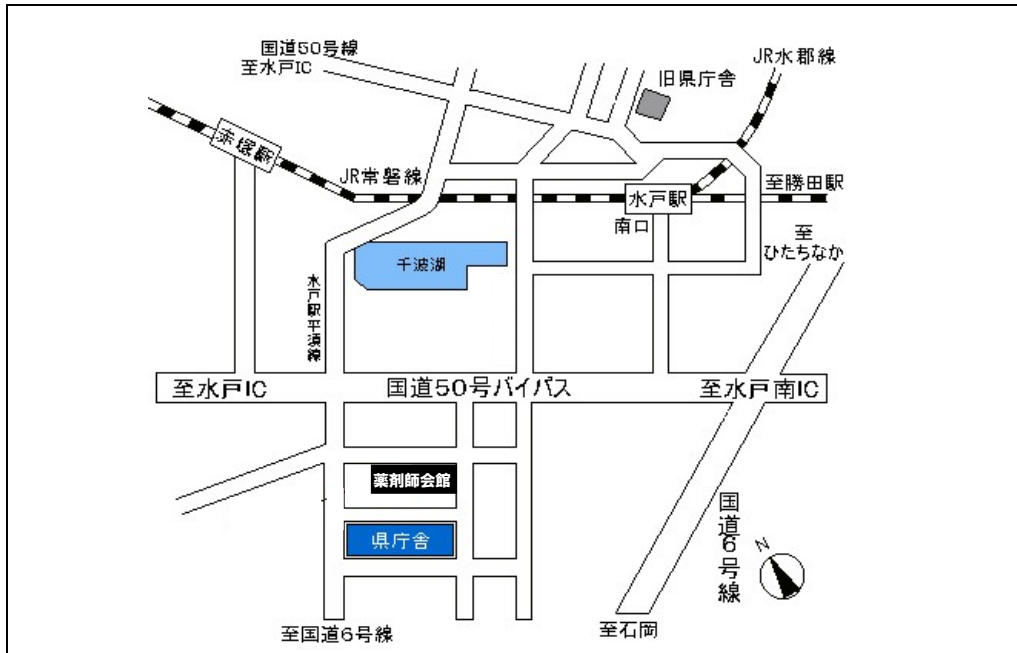 国道50号線
至水戸IC
JR水郡線
旧県庁舎
赤塚駅
JR常磐線
水戸駅
至勝田駅
南口
至
ひたちなか
千波湖
水戸駅平須線
至水戸IC
国道50号バイパス
至水戸南IC
薬剤師会館
県庁舎
国道6号線
N
至国道6号線
至石岡